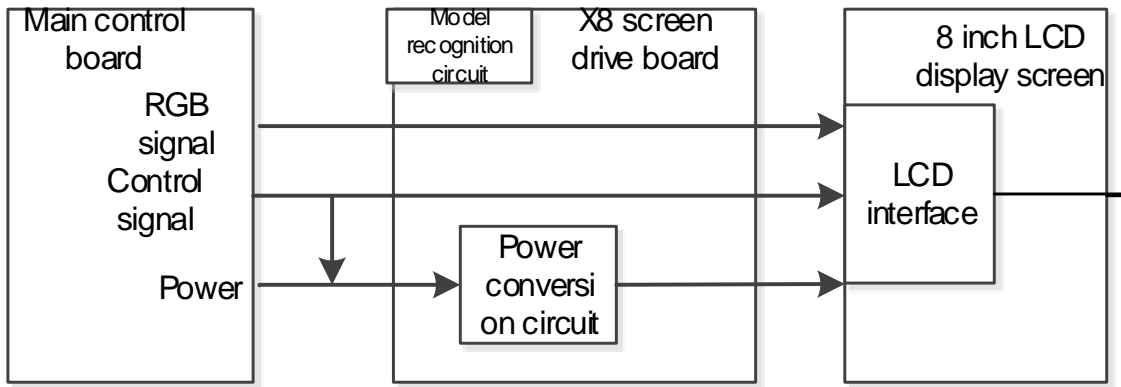 Main control
board
RGB
signal
Control
signal
Power
Model
recognition
circuit
X8 screen
drive board
Power
conversi
on circuit
8 inch LCD
display screen
LCD
interface